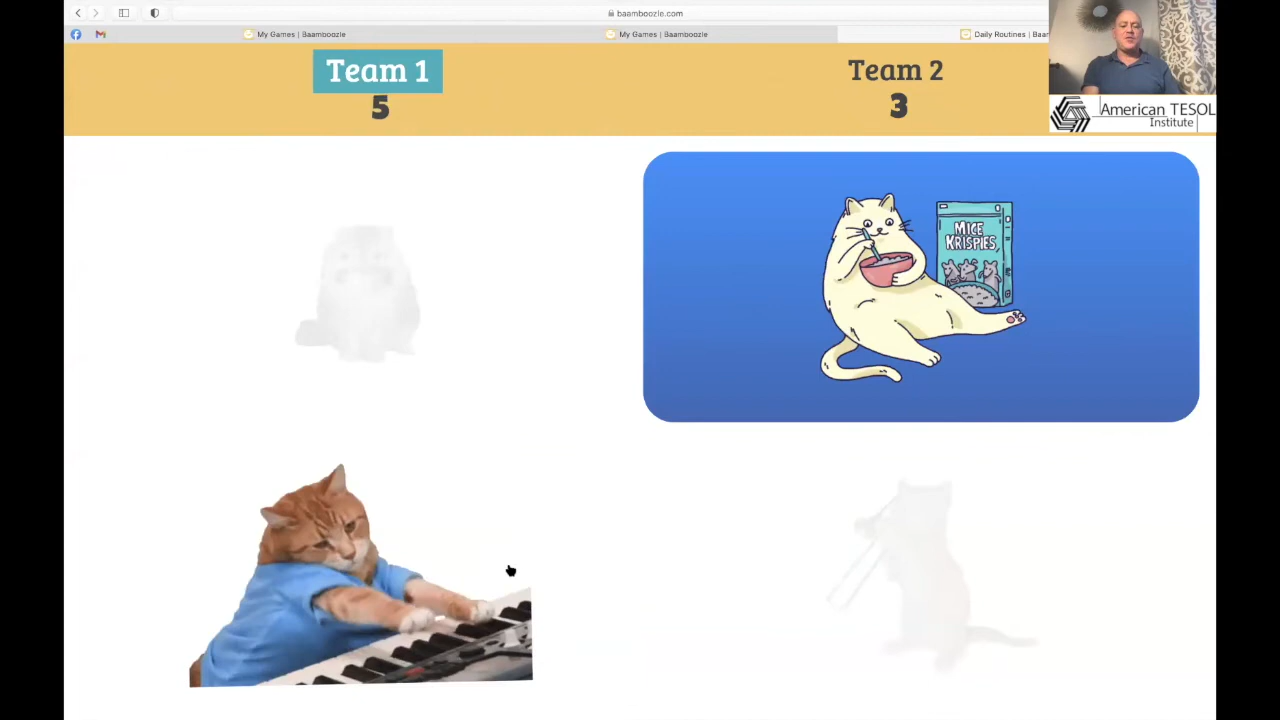 baamboozle.com
My Games | Baamboozle
My Games | Baamboozle
Daily Routines | Baar
Team 1
5
Team 2
3
American TESOL
Institute
MICE
KRISPIES